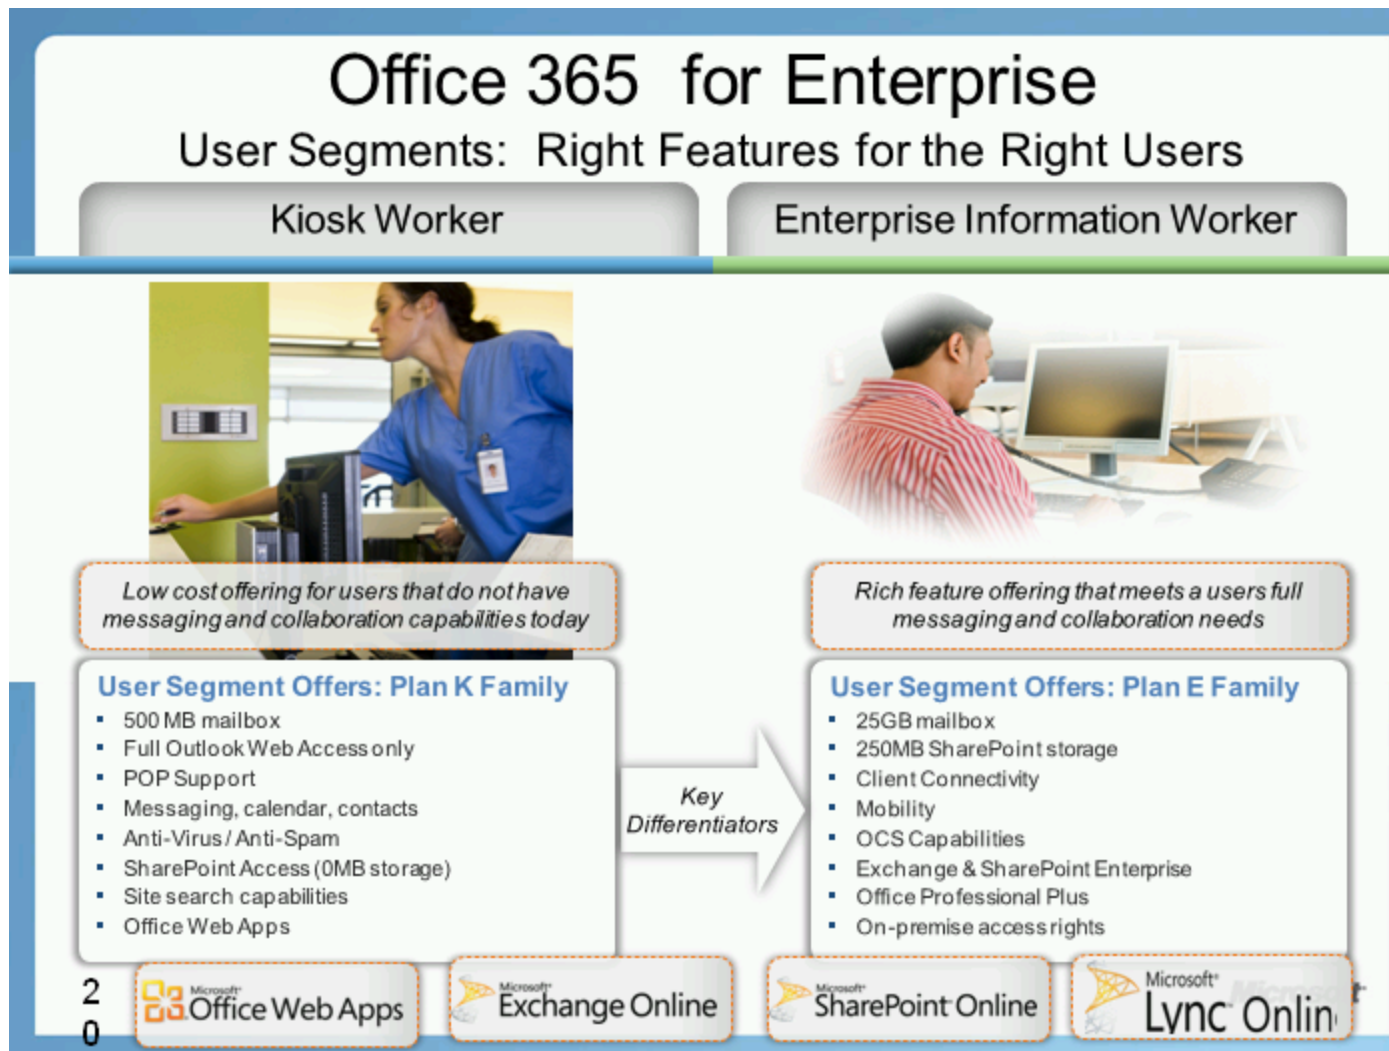 Office 365 for Enterprise
User Segments: Right Features for the Right Users
Kiosk Worker
Enterprise Information Worker
Low cost offering for users that do not have
messaging and collaboration capabilities today
Rich feature offering that meets a users full
messaging and collaboration needs
User Segment Offers: Plan K Family
▪ 500 MB mailbox
▪ Full Outlook Web Access only
▪ POP Support
▪ Messaging, calendar, contacts
▪ Anti-Virus / Anti-Spam
▪ SharePoint Access (0MB storage)
▪ Site search capabilities
▪ Office Web Apps
Key
Differentiators
User Segment Offers: Plan E Family
▪ 25GB mailbox
▪ 250MB SharePoint storage
▪ Client Connectivity
▪ Mobility
▪ OCS Capabilities
▪ Exchange & SharePoint Enterprise
▪ Office Professional Plus
▪ On-premise access rights
2
0
Microsoft®
Office Web Apps
Microsoft®
Exchange Online
Microsoft®
SharePoint® Online
Microsoft®
Lync® Onlin
Microsoft